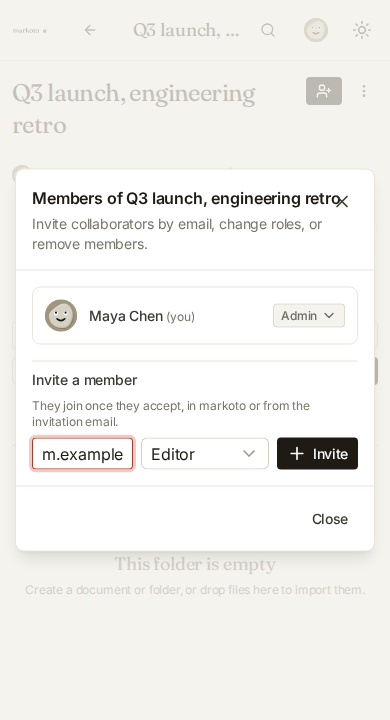 markoto
Q3 launch, ...
Q3 launch, engineering
retro
Members of Q3 launch, engineering retro
Invite collaborators by email, change roles, or
remove members.
Maya Chen (you)
Admin
Invite a member
They join once they accept, in markoto or from the
invitation email.
m.example
Editor
Invite
Close
This folder is empty
Create a document or folder, or drop files here to import them.